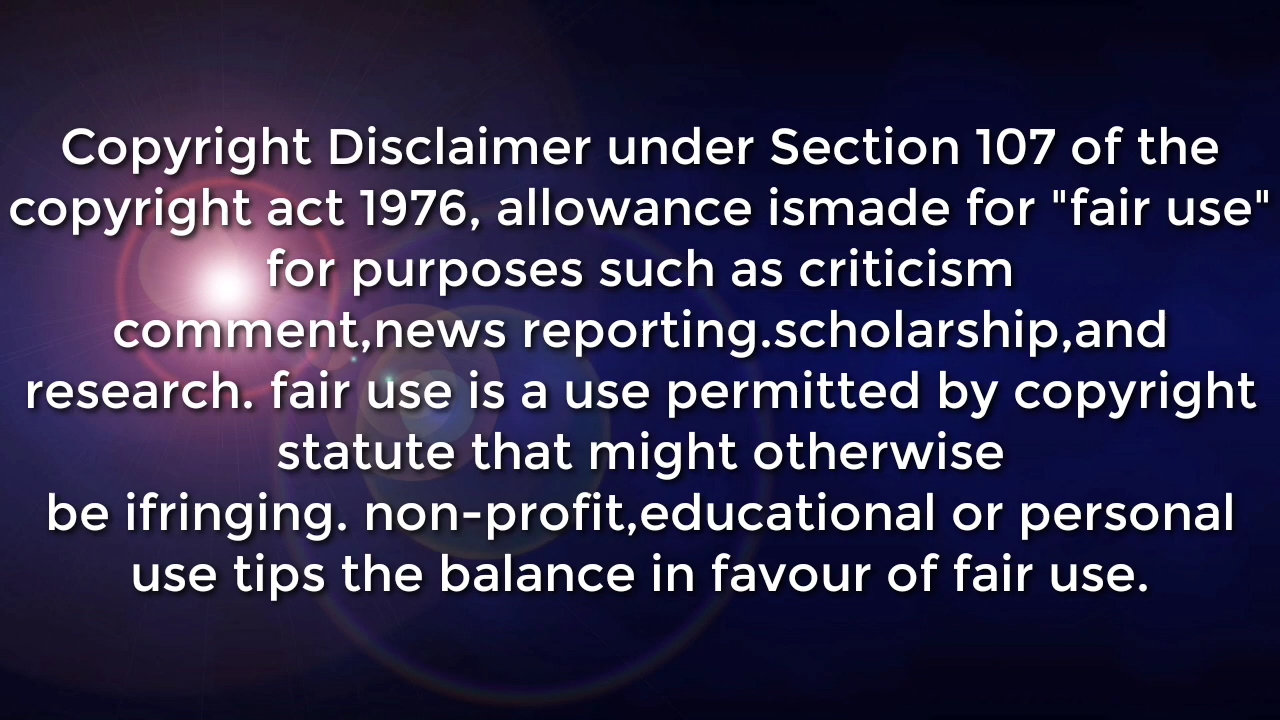 Copyright Disclaimer under Section 107 of the
copyright act 1976, allowance ismade for "fair use"
for purposes such as criticism
comment,news reporting.scholarship,and
research. fair use is a use permitted by copyright
statute that might otherwise
be ifringing. non-profit,educational or personal
use tips the balance in favour of fair use.